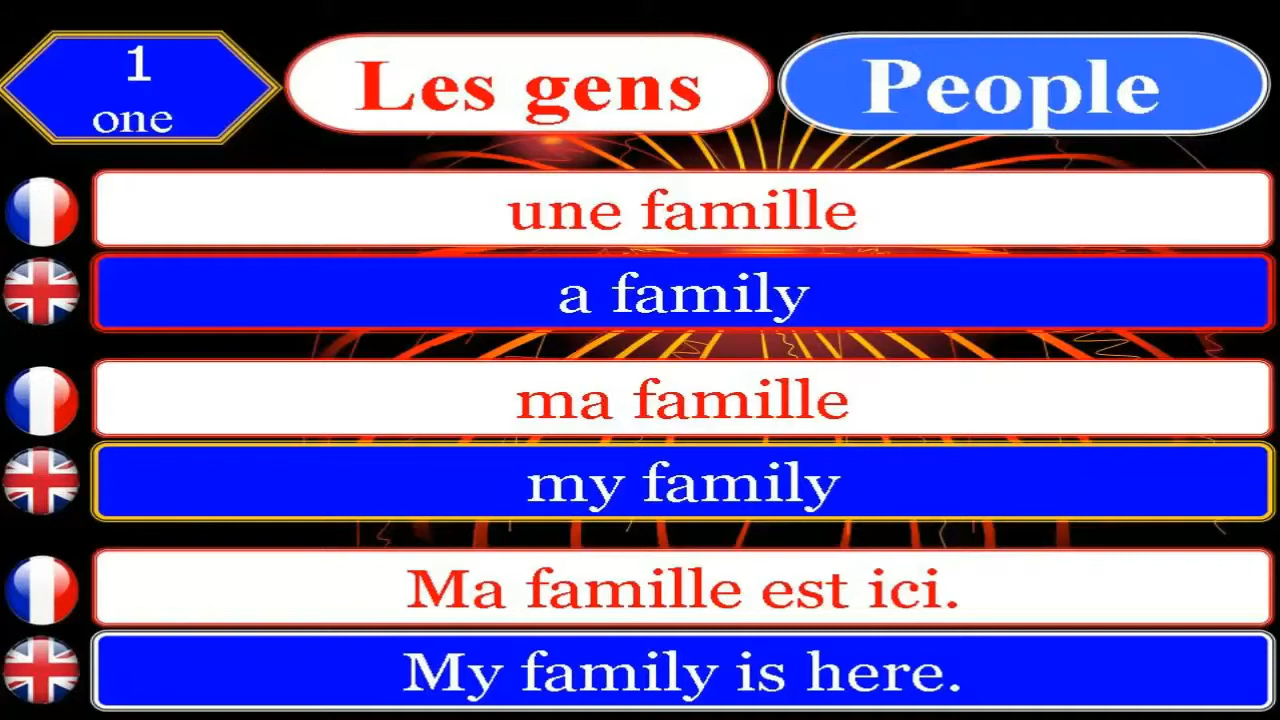 1
one
Les gens
People
une famille
a family
ma famille
my family
Ma famille est ici.
My family is here.